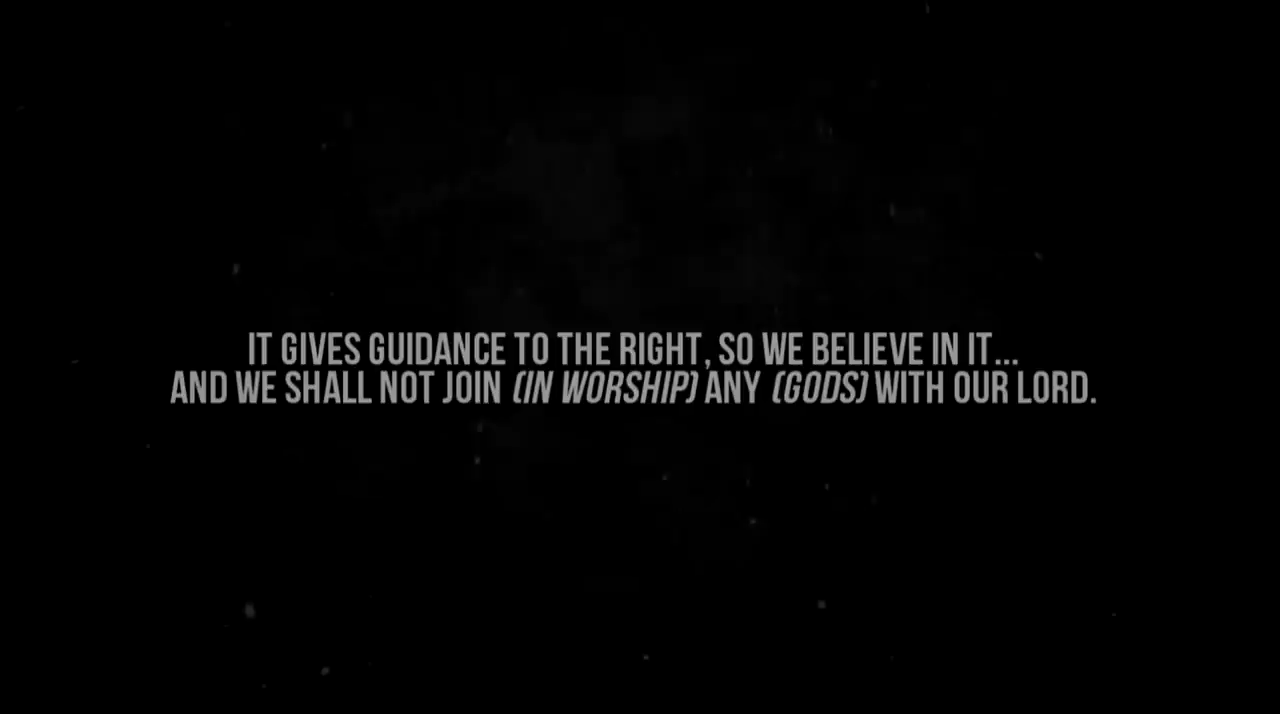 IT GIVES GUIDANCE TO THE RIGHT, SO WE BELIEVE IN IT...
AND WE SHALL NOT JOIN (IN WORSHIP) ANY (GODS) WITH OUR LORD.